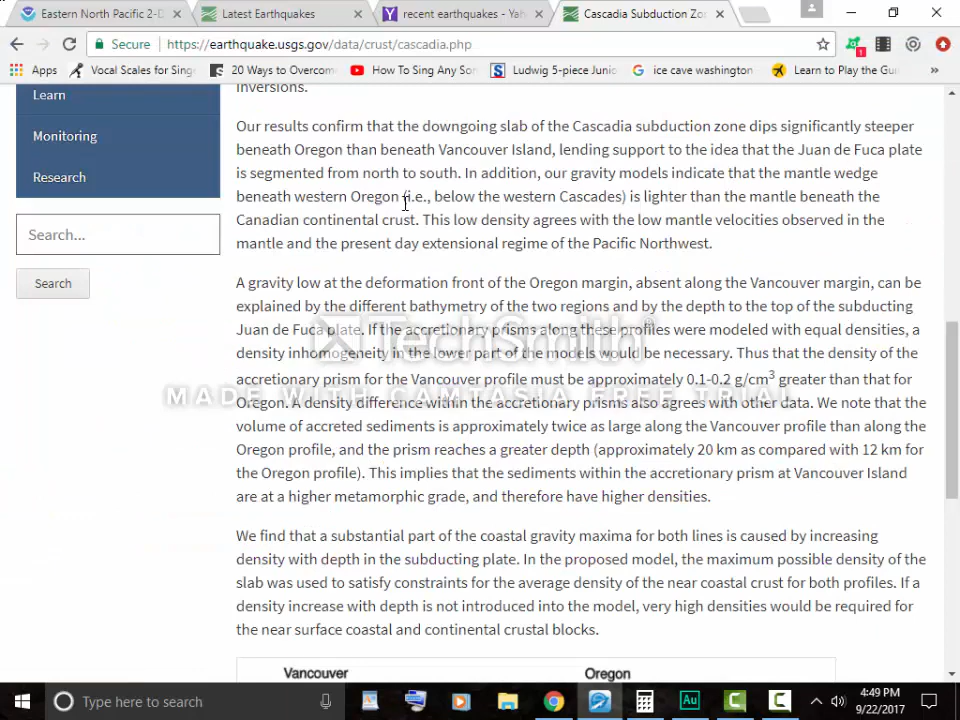 Eastern North Pacific 2-D
Latest Earthquakes
recent earthquakes - Yah
Cascadia Subduction Zo
Secure
https://earthquake.usgs.gov/data/crust/cascadia.php
Apps
Vocal Scales for Sing
20 Ways to Overcom
How To Sing Any Son
Ludwig 5-piece Junio
ice cave washington
Learn to Play the Gui
»
Learn
Monitoring
Research
Search...
Search
inversions.
Our results confirm that the downgoing slab of the Cascadia subduction zone dips significantly steeper
beneath Oregon than beneath Vancouver Island, lending support to the idea that the Juan de Fuca plate
is segmented from north to south. In addition, our gravity models indicate that the mantle wedge
beneath western Oregon (i.e., below the western Cascades) is lighter than the mantle beneath the
Canadian continental crust. This low density agrees with the low mantle velocities observed in the
mantle and the present day extensional regime of the Pacific Northwest.
A gravity low at the deformation front of the Oregon margin, absent along the Vancouver margin, can be
explained by the different bathymetry of the two regions and by the depth to the top of the subducting
Juan de Fuca plate. If the accretionary prisms along these profiles were modeled with equal densities, a
density inhomogeneity in the lower part of the models would be necessary. Thus that the density of the
accretionary prism for the Vancouver profile must be approximately 0.1-0.2 g/cm³ greater than that for
Oregon. A density difference within the accretionary prisms also agrees with other data. We note that the
volume of accreted sediments is approximately twice as large along the Vancouver profile than along the
Oregon profile, and the prism reaches a greater depth (approximately 20 km as compared with 12 km for
the Oregon profile). This implies that the sediments within the accretionary prism at Vancouver Island
are at a higher metamorphic grade, and therefore have higher densities.
We find that a substantial part of the coastal gravity maxima for both lines is caused by increasing
density with depth in the subducting plate. In the proposed model, the maximum possible density of the
slab was used to satisfy constraints for the average density of the near coastal crust for both profiles. If a
density increase with depth is not introduced into the model, very high densities would be required for
the near surface coastal and continental crustal blocks.
Vancouver
Oregon
TechSmith®
MADE WITH CAMTASIA FREE TRIAL
Type here to search
Au
4:49 PM
9/22/2017